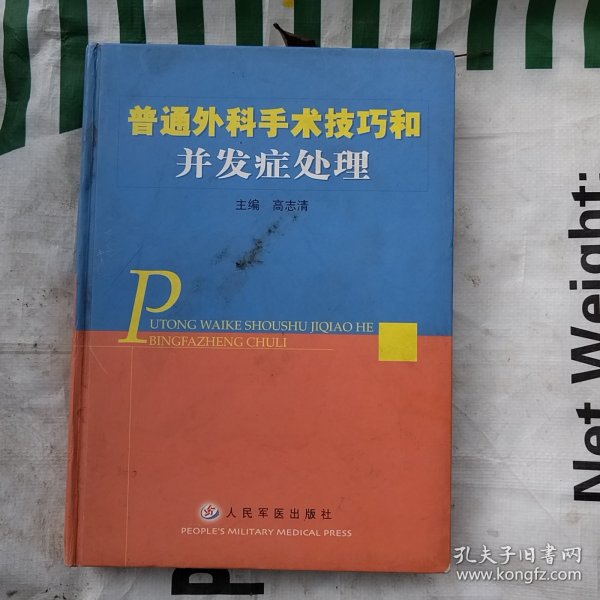 普通外科手术技巧和
并发症处理
主编 高志清
PUTONG WAIKE SHOUSHU JIQIAO HE
BINGFAZHENG CHULI
人民军医出版社
PEOPLE'S MILITARY MEDICAL PRESS
Net Weight:
孔夫子旧书网
www.kongfz.com